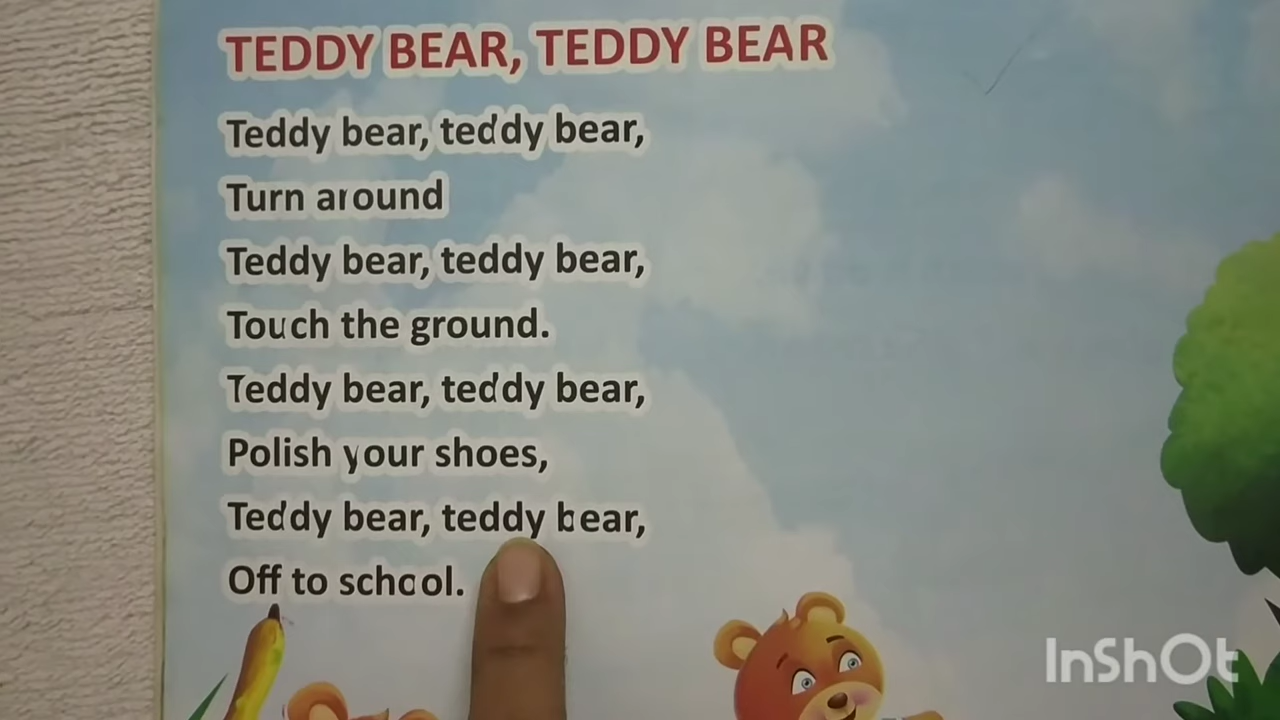 TEDDY BEAR, TEDDY BEAR
Teddy bear, teddy bear,
Turn around
Teddy bear, teddy bear,
Touch the ground.
Teddy bear, teddy bear,
Polish your shoes,
Teddy bear, teddy bear,
Off to school.
InShOt